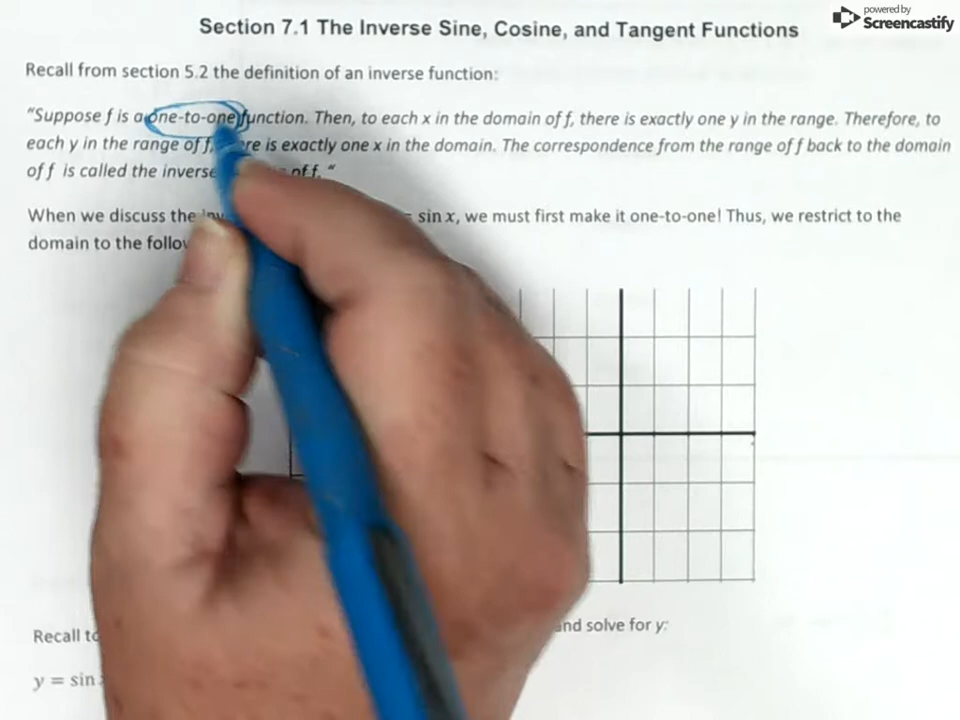 powered by
Screencastify
Section 7.1 The Inverse Sine, Cosine, and Tangent Functions
Recall from section 5.2 the definition of an inverse function:
"Suppose f is a one-to-one function. Then, to each x in the domain of f, there is exactly one y in the range. Therefore, to
each y in the range of f, is exactly one x in the domain. The correspondence from the range of f back to the domain
of f is called the inverse of f. "
When we discuss the = sin x, we must first make it one-to-one! Thus, we restrict to the
domain to the
Recall and solve for y:
y = sin